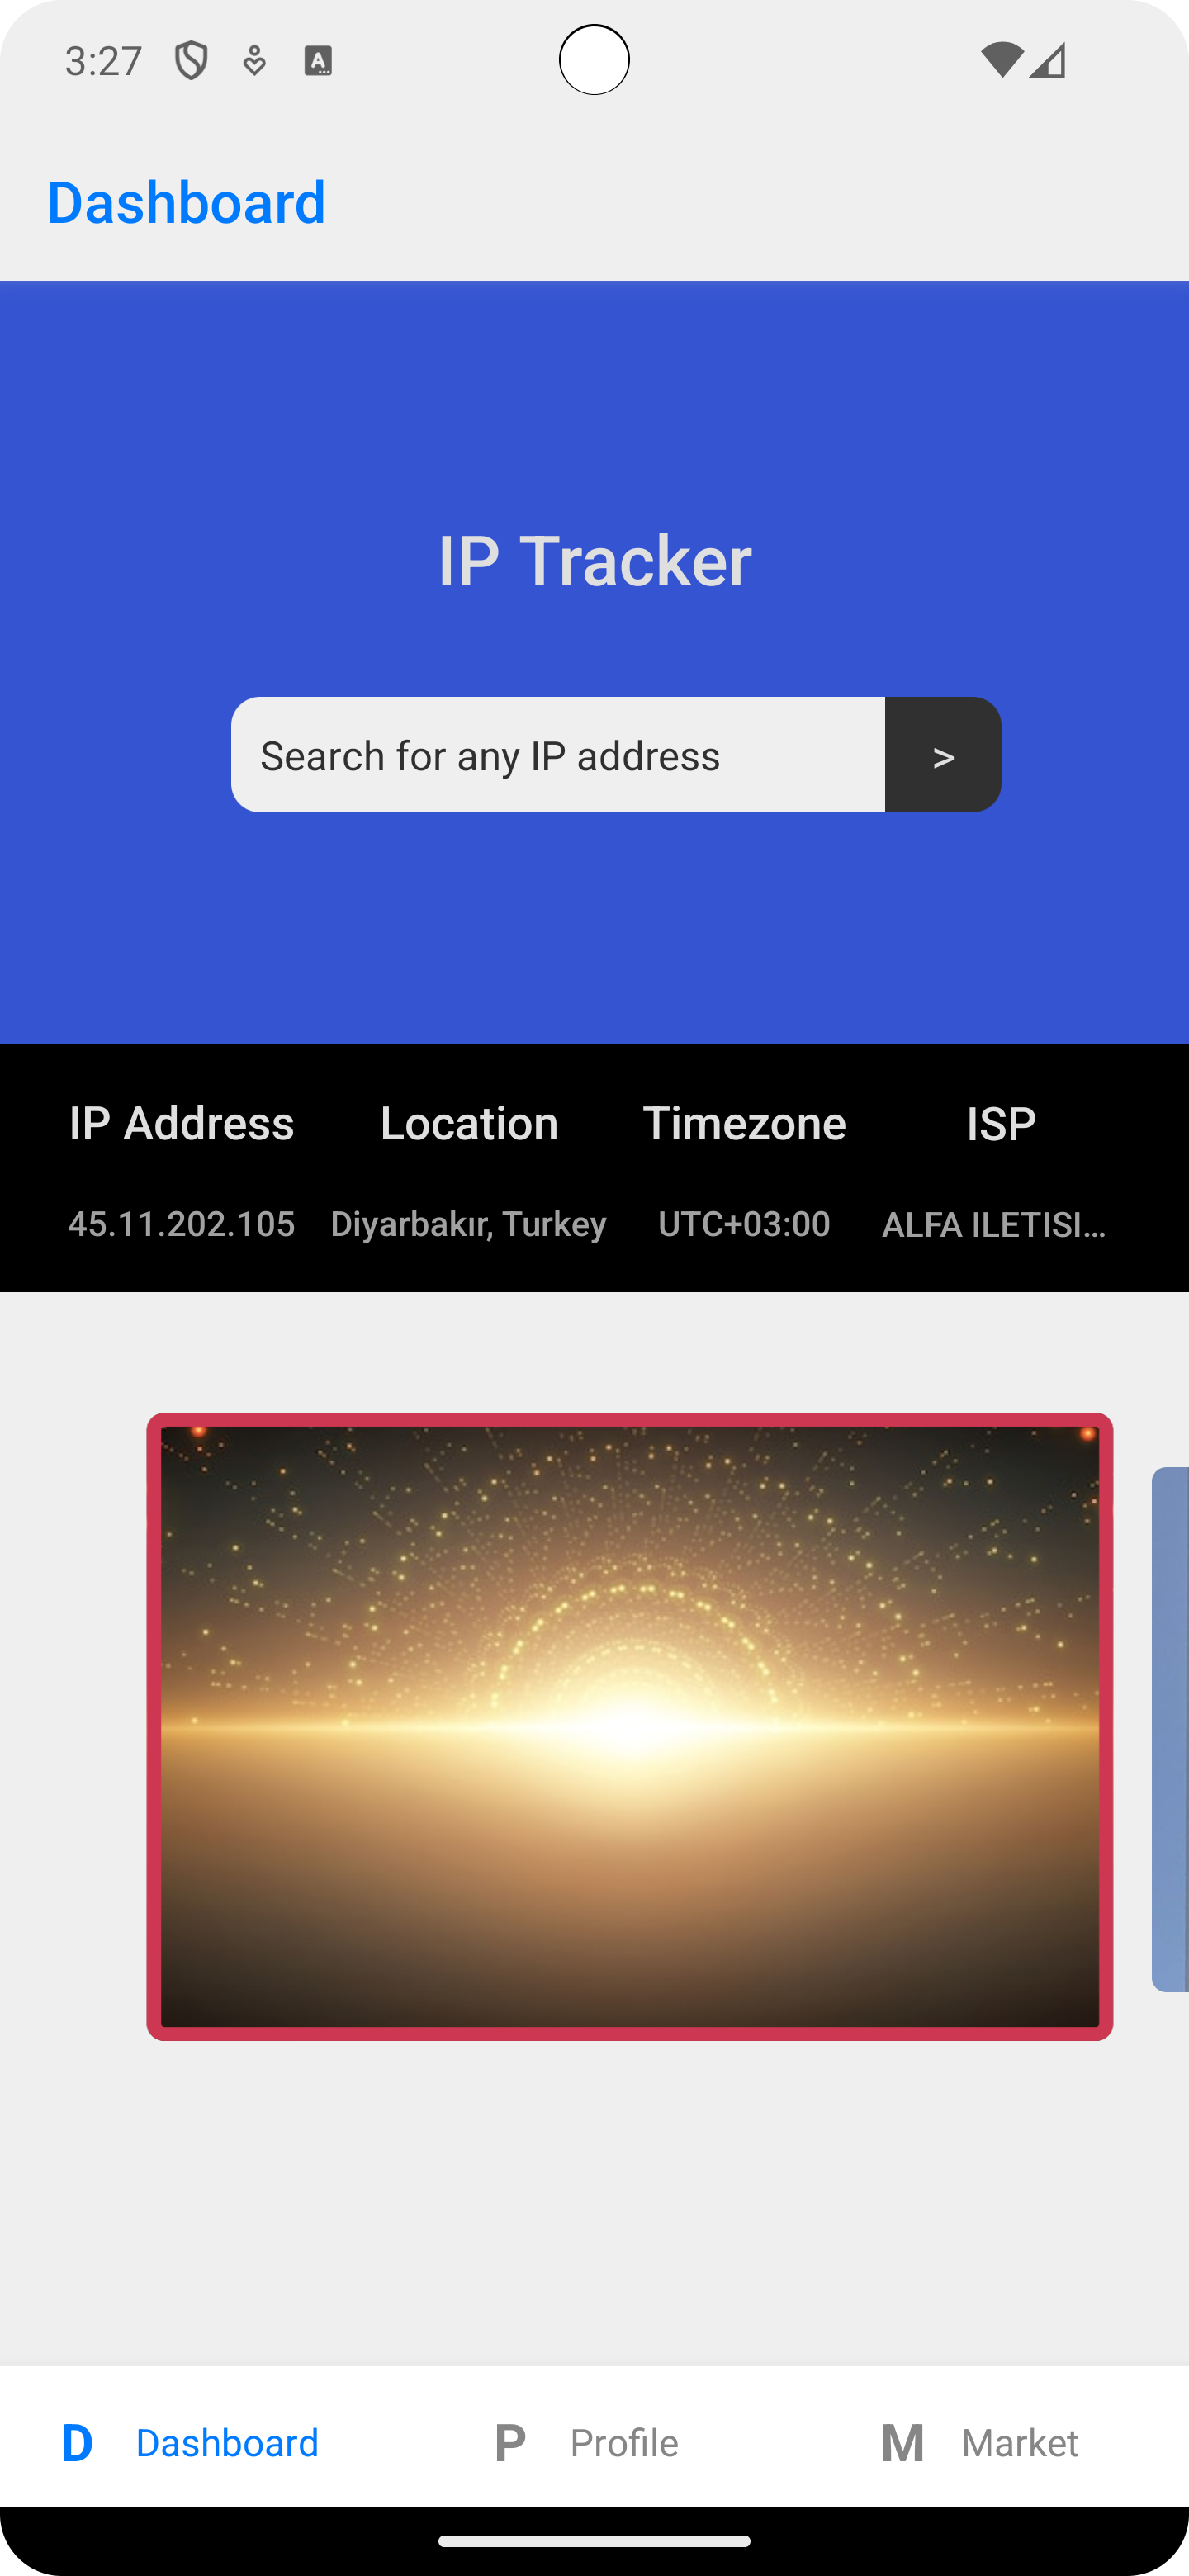 3:27
Dashboard
IP Tracker
Search for any IP address >
IP Address Location Timezone ISP
45.11.202.105 Diyarbakır, Turkey UTC+03:00 ALFA ILETISI...
D Dashboard P Profile M Market